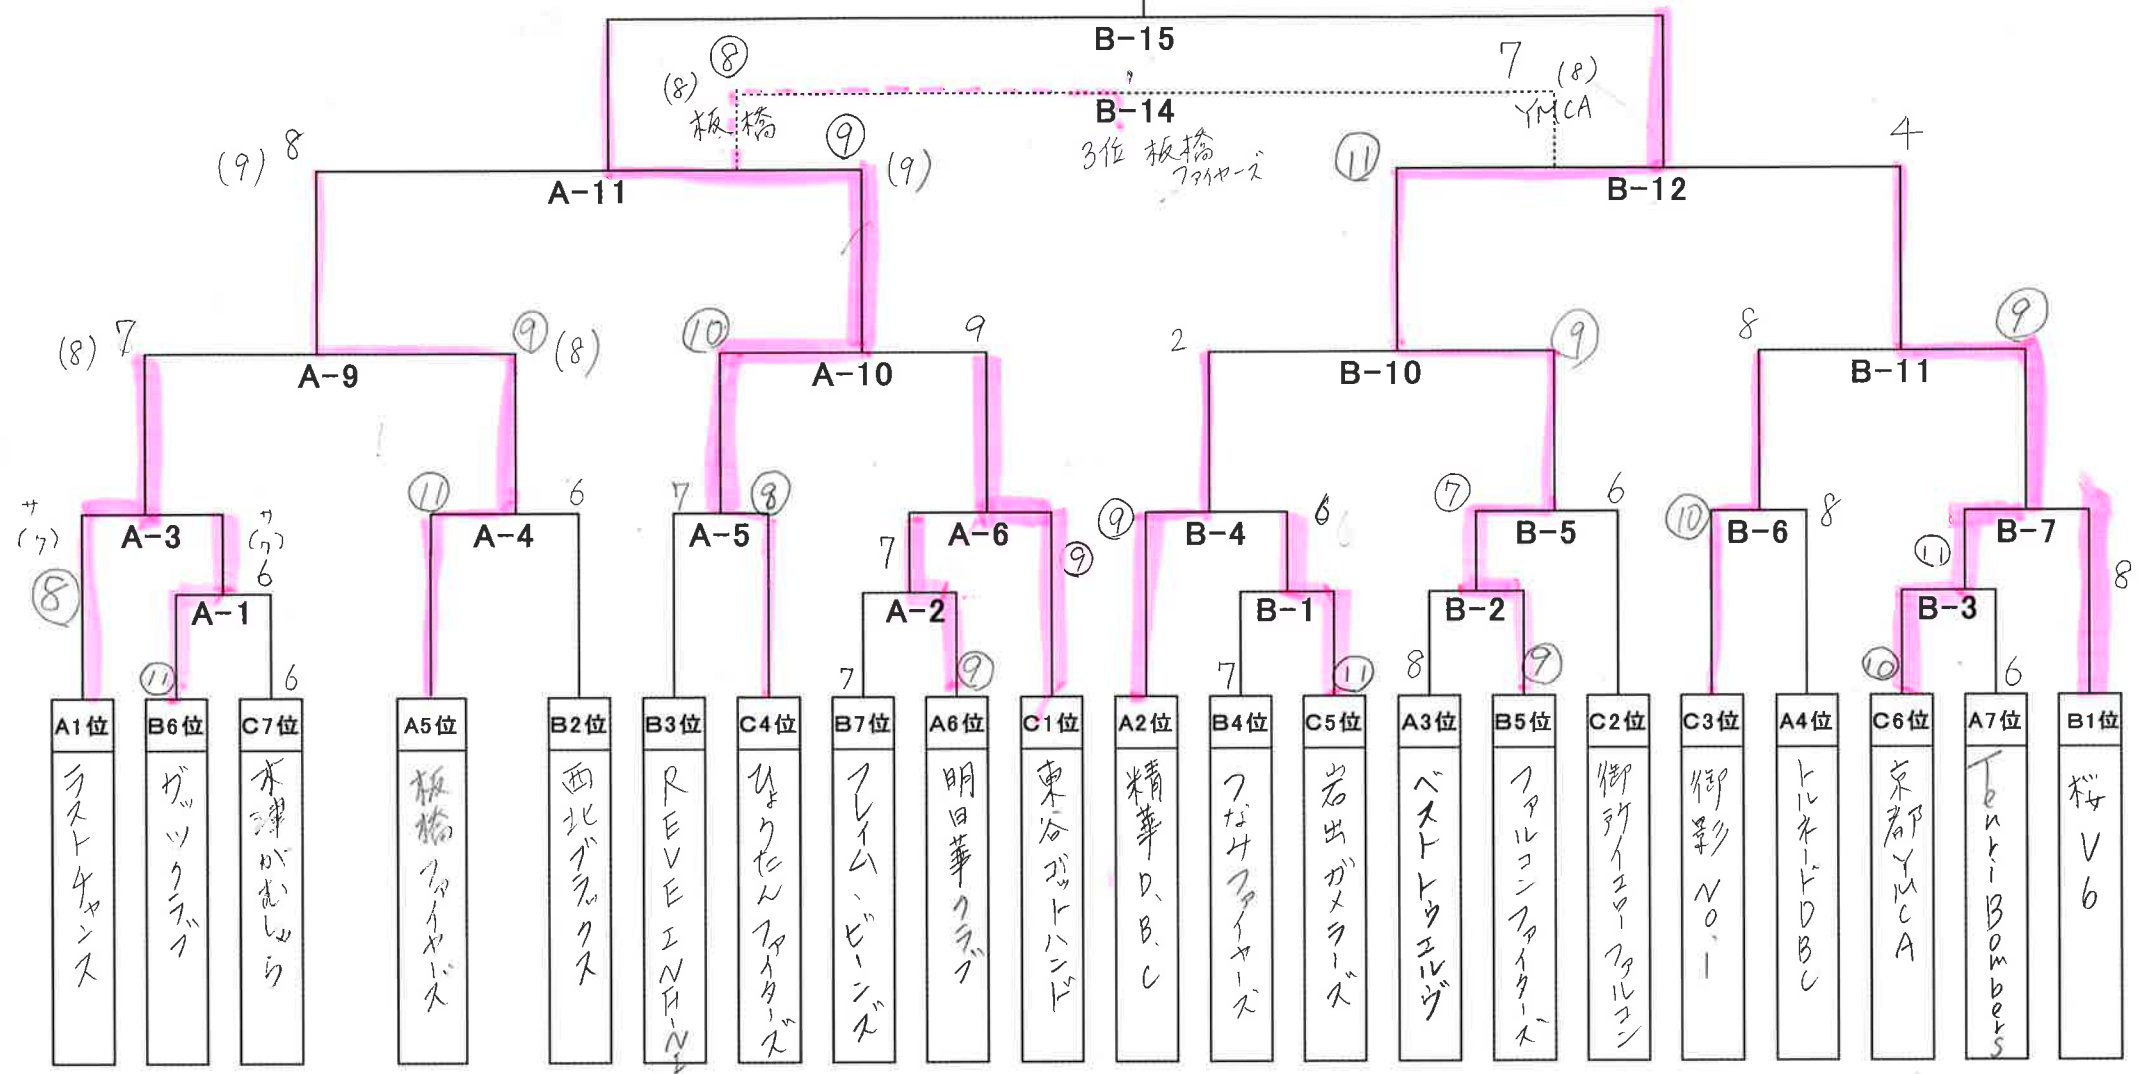 B-15
⑧ 7
(8) (8)
板橋 B-14 YMCA
3位 板橋
ファイヤーズ
(9) 8 ⑨ (9) ⑪ 4
A-11 B-12
(8) 7 ⑨ (8) ⑩ 9 2 ⑨ 8 ⑨
A-9 A-10 B-10 B-11
サ (7) サ (7) ⑪ 6 7 ⑧ ⑨ 6 ⑦ 6 ⑩ 8
A-3 A-4 A-5 A-6 B-4 B-5 B-6 B-7
⑧ 6 7 ⑨ ⑪ 8
A-1 A-2 B-1 B-2 B-3
⑪ 6 7 ⑨ 7 ⑪ 8 ⑨ ⑩ 6
A1位 B6位 C7位 A5位 B2位 B3位 C4位 B7位 A6位 C1位 A2位 B4位 C5位 A3位 B5位 C2位 C3位 A4位 C6位 A7位 B1位
ラストチャンス
ガッツクラブ
木津がむしゃら
板橋ファイヤーズ
西北ブラックス
REVEINFINI
ひょうたんファイターズ
フレイム・ビーンズ
明日華クラブ
東谷ゴットハンド
精華D.B.C
つなみファイヤーズ
岩出ガメラーズ
ベストトゥエルヴ
ファルコンファイターズ
御所イエローファルコン
御影No.1
トルネードDBC
京都YMCA
Tenri Bombers
桜V6